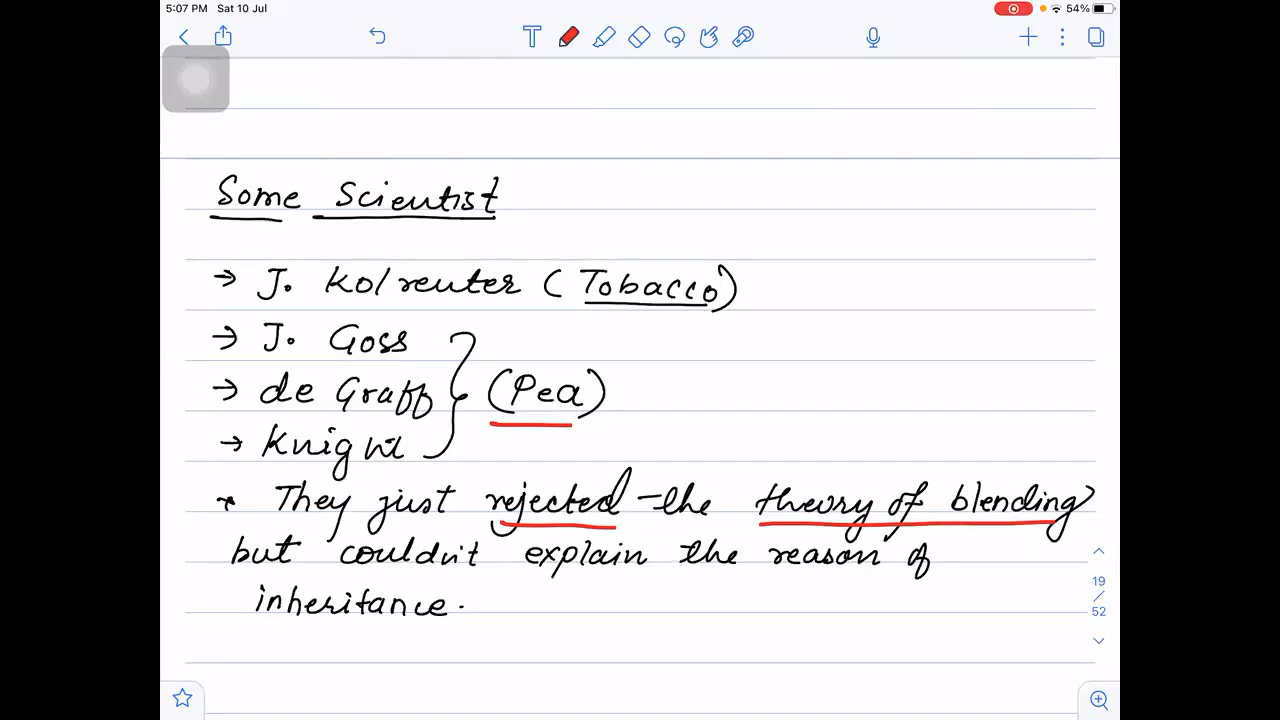 5:07 PM Sat 10 Jul
54%
Some Scientist
→ J. Kolreuter (Tobacco)
→ J. Goss
→ de Graff
(Pea)
→ Knight
* They just rejected the theory of blending
but couldn't explain the reason of
inheritance.
19
/
52